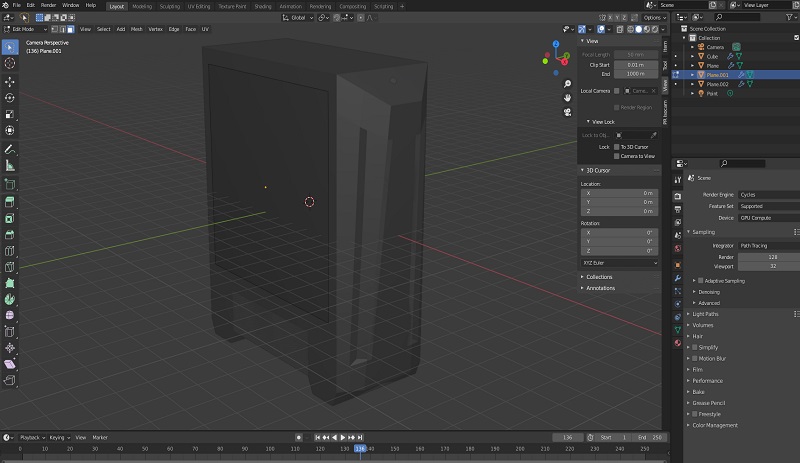 File Edit Render Window Help Layout Modeling Sculpting UV Editing Texture Paint Shading Animation Rendering Compositing Scripting + Scene View Layer
Global Options
Edit Mode View Select Add Mesh Vertex Edge Face UV
Camera Perspective
(136) Plane.001
View
Focal Length 50 mm
Clip Start 0.01 m
End 1000 m
Local Camera Came...
Render Region
View Lock
Lock to Obj...
Lock To 3D Cursor
Camera to View
3D Cursor
Location:
X 0 m
Y 0 m
Z 0 m
Rotation:
X 0°
Y 0°
Z 0°
XYZ Euler
Collections
Annotations
Item
Tool
View
Scene Collection
Collection
Camera
Cube
Plane
Plane.001
Plane.002
Point
Scene
Render Engine Cycles
Feature Set Supported
Device GPU Compute
Sampling
Integrator Path Tracing
Render 128
Viewport 32
Adaptive Sampling
Denoising
Advanced
Light Paths
Volumes
Hair
Simplify
Motion Blur
Film
Performance
Bake
Grease Pencil
Freestyle
Color Management
Playback Keying View Marker 136 Start 1 End 250
0 10 20 30 40 50 60 70 80 90 100 110 120 130 136 140 150 160 170 180 190 200 210 220 230 240 250